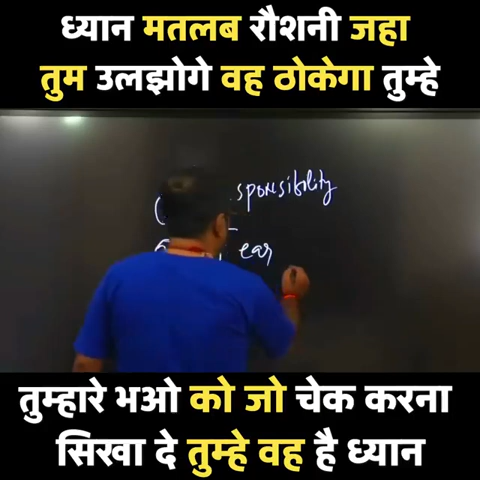 ध्यान मतलब रौशनी जहा
तुम उलझोगे वह ठोकेगा तुम्हे
sponsibility
ear
तुम्हारे भओ को जो चेक करना
सिखा दे तुम्हे वह है ध्यान